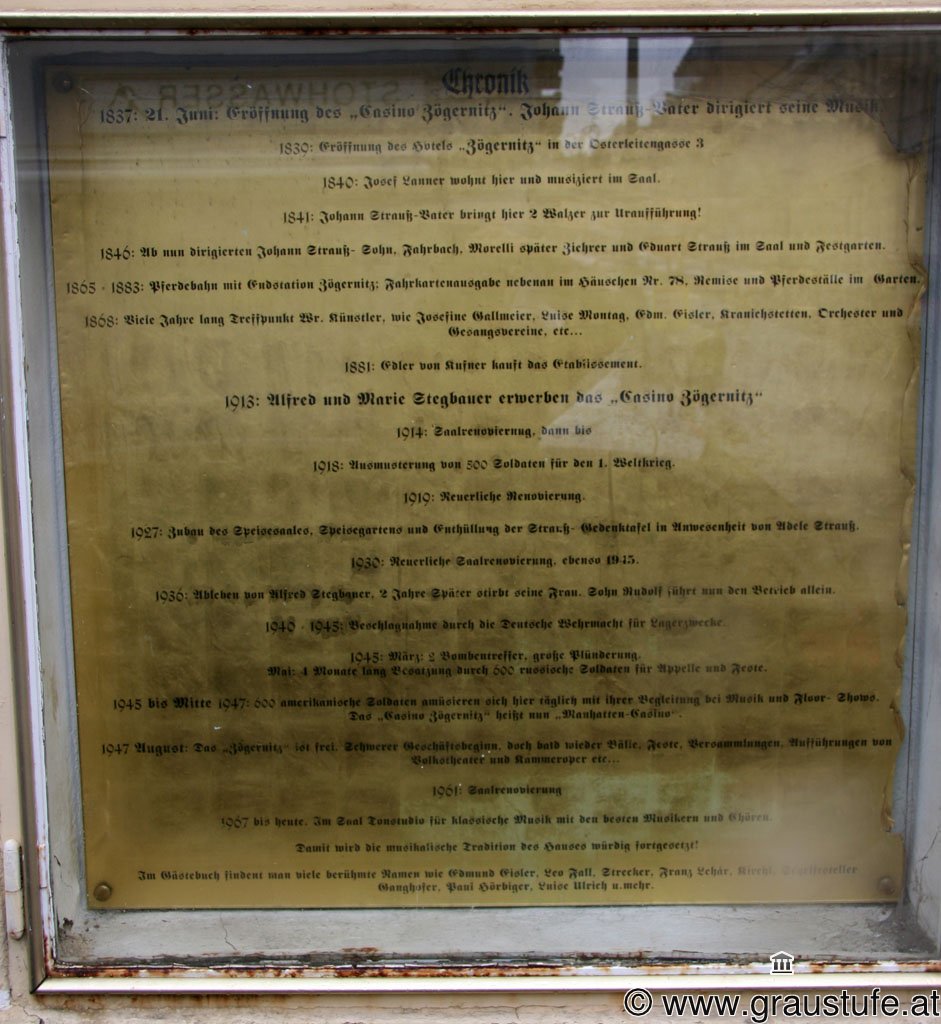 Chronik
1837: 21. Juni: Eröffnung des „Casino Zögernitz“. Johann Strauß-Vater dirigiert seine Musik
1839: Eröffnung des Hotels „Zögernitz“ in der Osterleitengasse 3
1840: Josef Lanner wohnt hier und musiziert im Saal.
1841: Johann Strauß-Vater bringt hier 2 Walzer zur Uraufführung!
1846: Ab nun dirigierten Johann Strauß- Sohn, Fahrbach, Morelli später Ziehrer und Eduart Strauß im Saal und Festgarten.
1865 - 1883: Pferdebahn mit Endstation Zögernitz; Fahrkartenausgabe nebenan im Häuschen Nr. 78, Remise und Pferdeställe im Garten.
1868: Viele Jahre lang Treffpunkt Wr. Künstler, wie Josefine Gallmeier, Luise Montag, Edm. Eisler, Kranichstetten, Orchester und
Gesangsvereine, etc...
1881: Edler von Kufner kauft das Etablissement.
1913: Alfred und Marie Stegbauer erwerben das „Casino Zögernitz“
1914: Saalrenovierung, dann bis
1918: Ausmusterung von 500 Soldaten für den 1. Weltkrieg.
1919: Neuerliche Renovierung.
1927: Zubau des Speisesaales, Speisegartens und Enthüllung der Strauß- Gedenktafel in Anwesenheit von Adele Strauß.
1930: Neuerliche Saalrenovierung, ebenso 1945.
1936: Ableben von Alfred Stegbauer, 2 Jahre Später stirbt seine Frau. Sohn Rudolf führt nun den Betrieb allein.
1940 - 1945: Beschlagnahme durch die Deutsche Wehrmacht für Lagerzwecke.
1945: März: 2 Bombentreffer, große Plünderung.
Mai: 4 Monate lang Besatzung durch 600 russische Soldaten für Appelle und Feste.
1945 bis Mitte 1947: 600 amerikanische Soldaten amüsieren sich hier täglich mit ihrer Begleitung bei Musik und Floor- Shows.
Das „Casino Zögernitz“ heißt nun „Manhatten-Casino“.
1947 August: Das „Zögernitz“ ist frei. Schwerer Geschäftsbeginn, doch bald wieder Bälle, Feste, Versammlungen, Aufführungen von
Volkstheater und Kammeroper etc...
1961: Saalrenovierung
1967 bis heute. Im Saal Tonstudio für klassische Musik mit den besten Musikern und Chören.
Damit wird die musikalische Tradition des Hauses würdig fortgesetzt!
Im Gästebuch findent man viele berühmte Namen wie Edmund Eisler, Leo Fall, Strecker, Franz Lehár, Schriftsteller
Ganghofer, Paul Hörbiger, Luise Ulrich u.mehr.
© www.graustufe.at